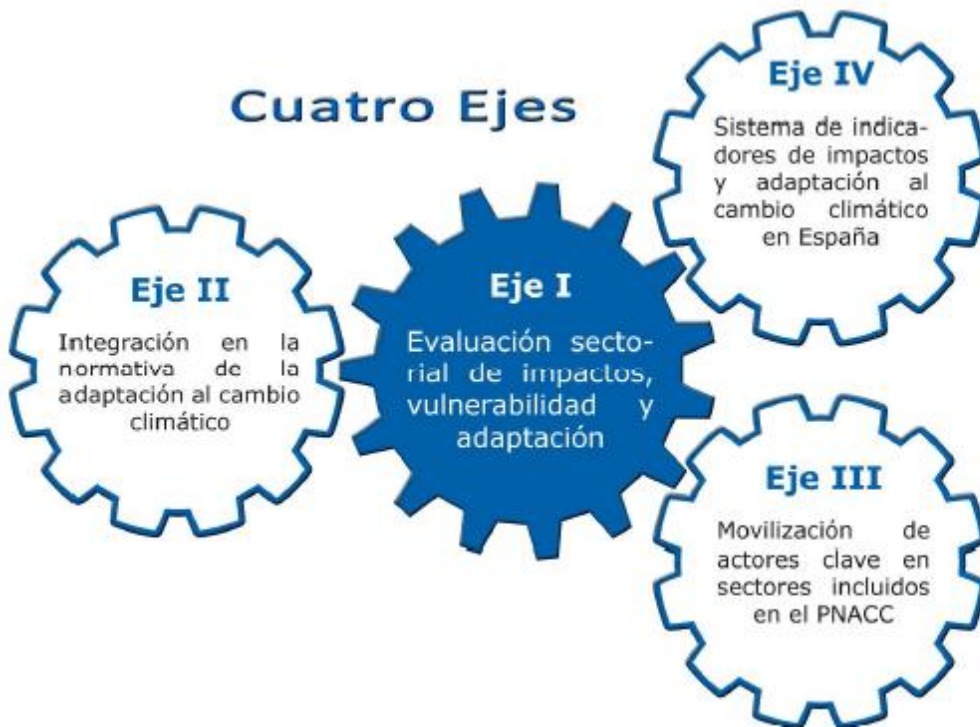 Cuatro Ejes
Eje I
Evaluación secto-
rial de impactos,
vulnerabilidad y
adaptación
Eje II
Integración en la
normativa de la
adaptación al cambio
climático
Eje III
Movilización de
actores clave en
sectores incluidos
en el PNACC
Eje IV
Sistema de indica-
dores de impactos
y adaptación al
cambio climático
en España